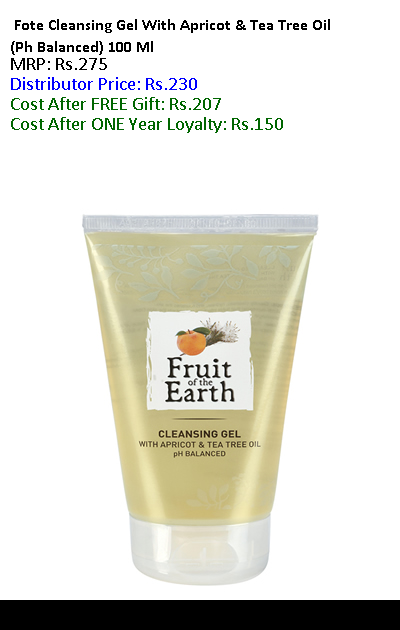 Fote Cleansing Gel With Apricot & Tea Tree Oil
(Ph Balanced) 100 Ml
MRP: Rs.275
Distributor Price: Rs.230
Cost After FREE Gift: Rs.207
Cost After ONE Year Loyalty: Rs.150
Fruit
of the
Earth
CLEANSING GEL
WITH APRICOT & TEA TREE OIL
pH BALANCED